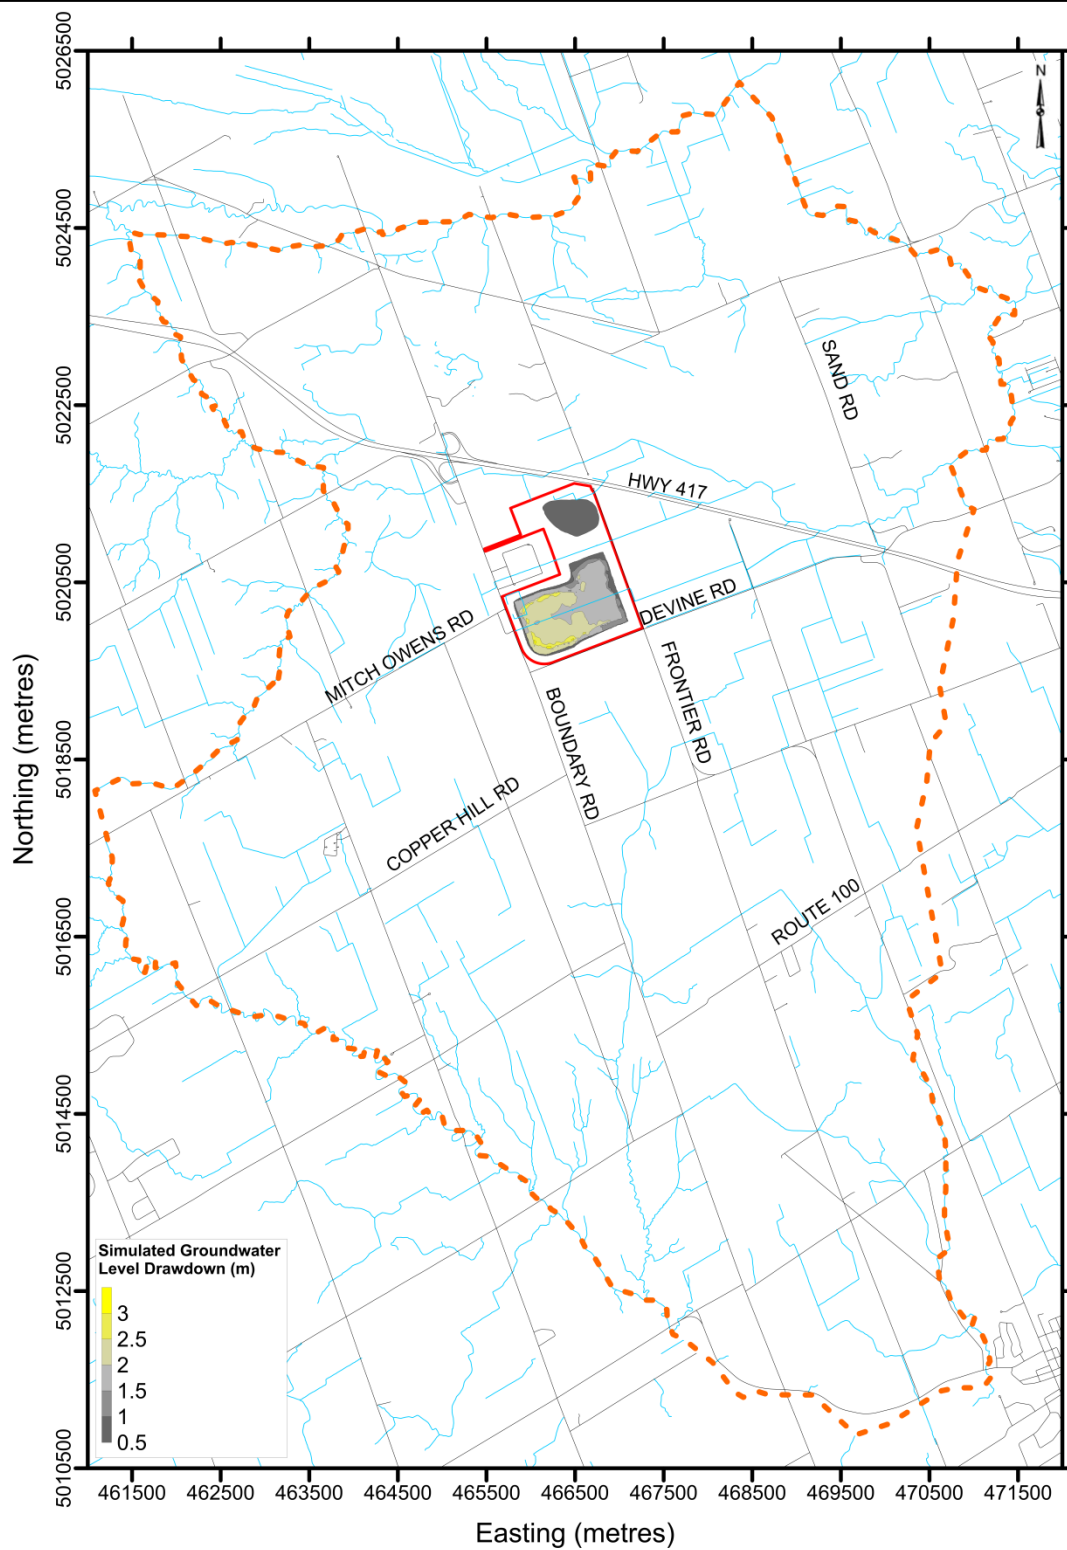 N
5026500
5024500
5022500
5020500
5018500
5016500
5014500
5012500
5010500
Northing (metres)
SAND RD
HWY 417
DEVINE RD
MITCH OWENS RD
FRONTIER RD
BOUNDARY RD
COPPER HILL RD
ROUTE 100
Simulated Groundwater
Level Drawdown (m)
3
2.5
2
1.5
1
0.5
461500 462500 463500 464500 465500 466500 467500 468500 469500 470500 471500
Easting (metres)